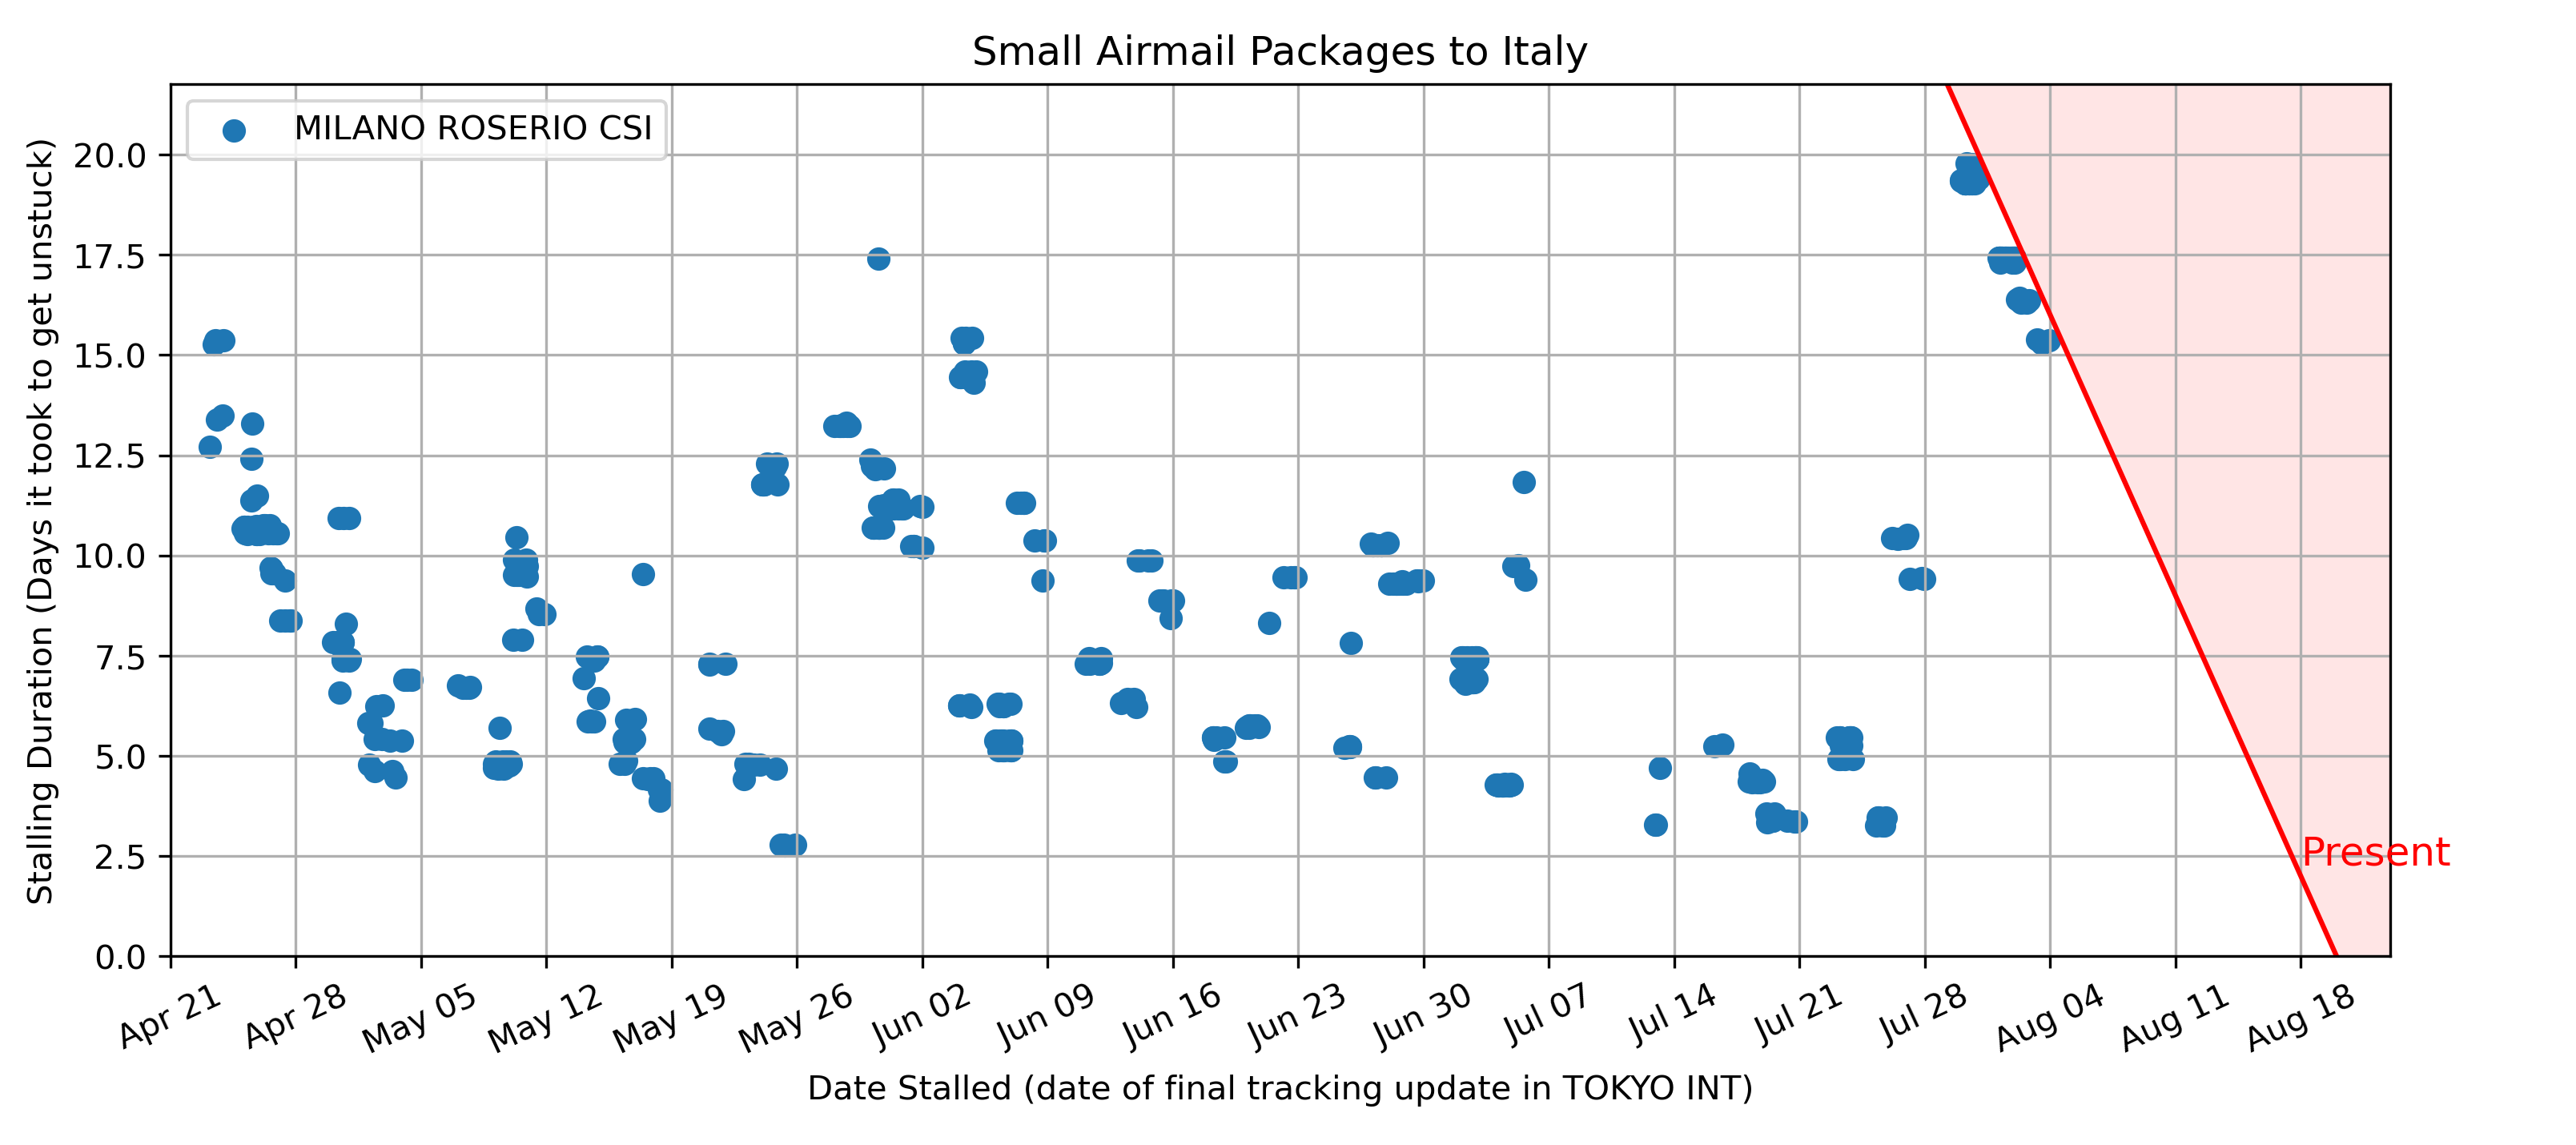 Small Airmail Packages to Italy
MILANO ROSERIO CSI
Stalling Duration (Days it took to get unstuck)
20.0
17.5
15.0
12.5
10.0
7.5
5.0
2.5
0.0
Present
Apr 21
Apr 28
May 05
May 12
May 19
May 26
Jun 02
Jun 09
Jun 16
Jun 23
Jun 30
Jul 07
Jul 14
Jul 21
Jul 28
Aug 04
Aug 11
Aug 18
Date Stalled (date of final tracking update in TOKYO INT)